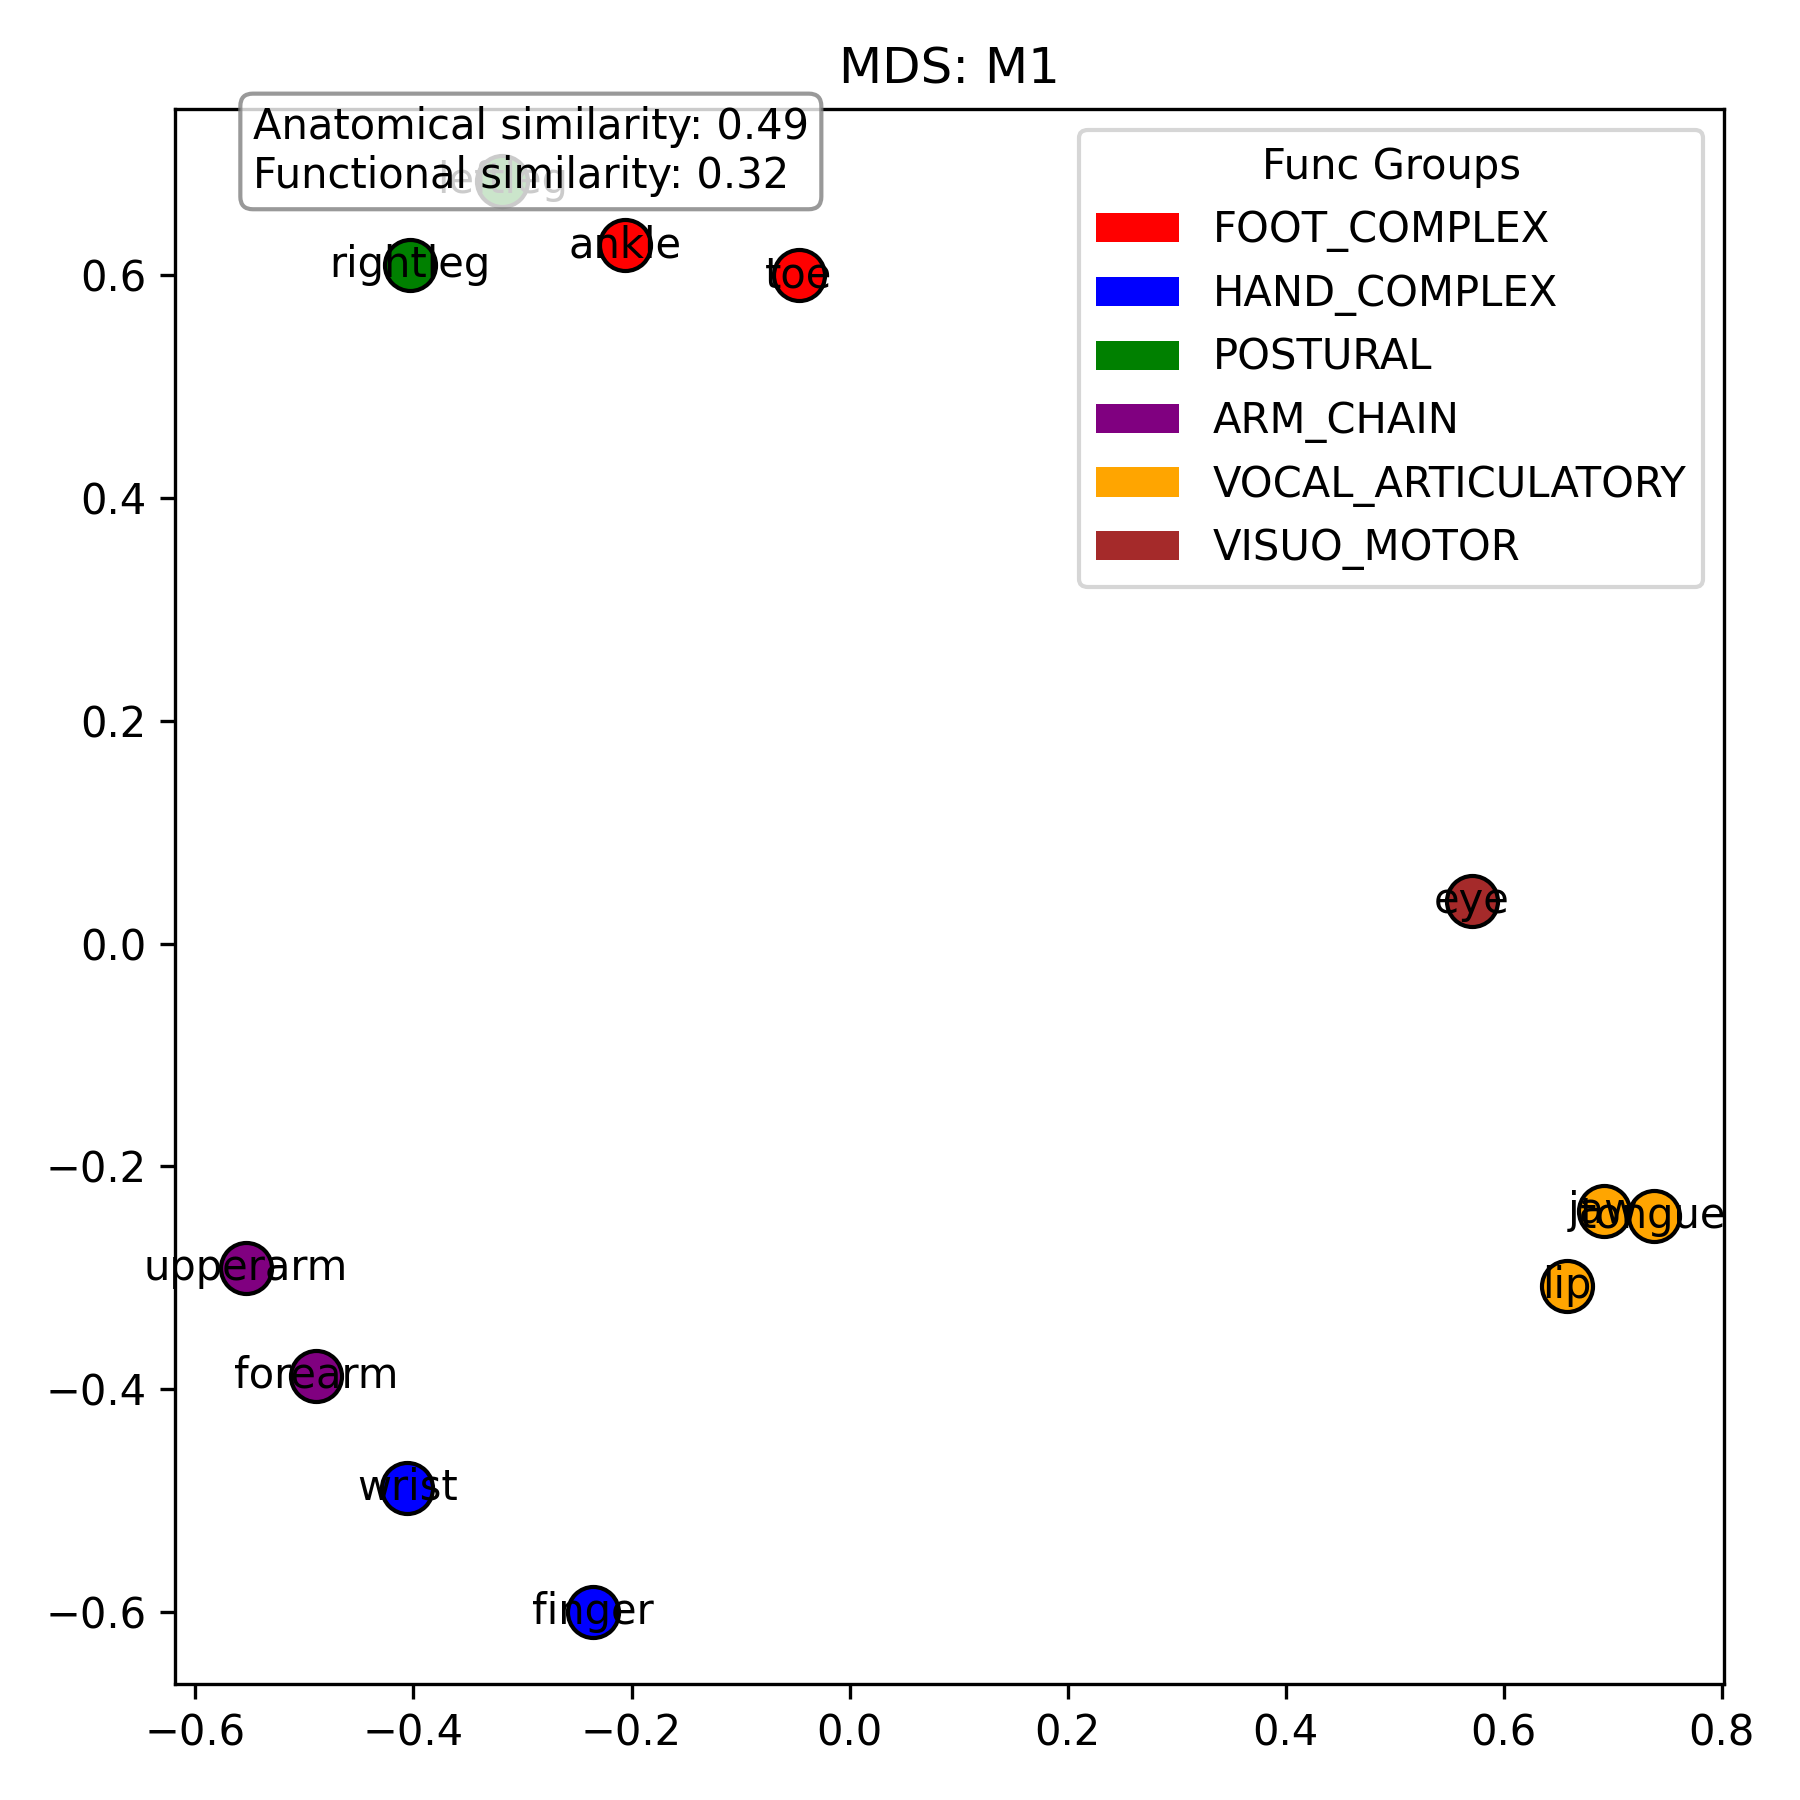 MDS: M1
Anatomical similarity: 0.49
Functional similarity: 0.32
leftleg
rightleg
ankle
toe
Func Groups
FOOT_COMPLEX
HAND_COMPLEX
POSTURAL
ARM_CHAIN
VOCAL_ARTICULATORY
VISUO_MOTOR
eye
jaw
tongue
lip
upperarm
forearm
wrist
finger
0.6
0.4
0.2
0.0
−0.2
−0.4
−0.6
−0.6
−0.4
−0.2
0.0
0.2
0.4
0.6
0.8